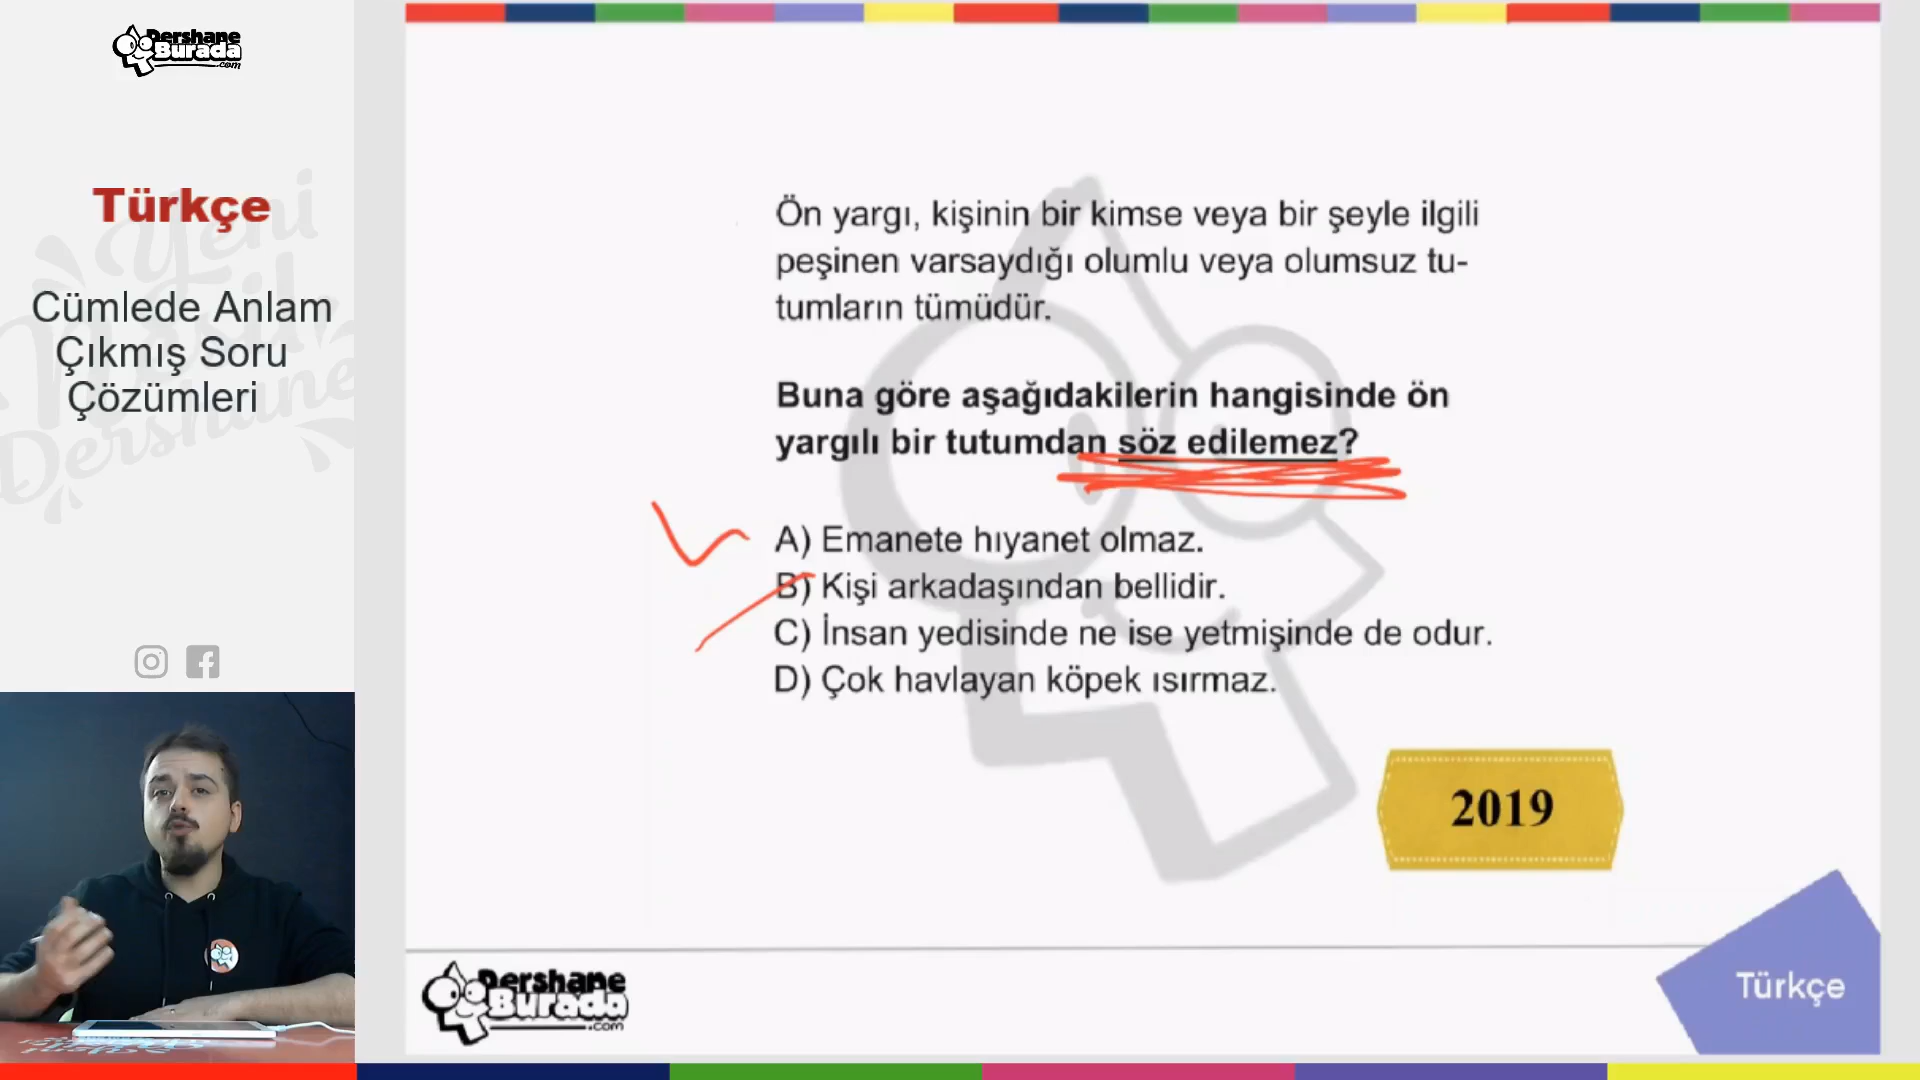 Dershane
Burada
.com
Türkçe
Cümlede Anlam
Çıkmış Soru
Çözümleri
Yeni
Nesil
Dershane
Ön yargı, kişinin bir kimse veya bir şeyle ilgili
peşinen varsaydığı olumlu veya olumsuz tu-
tumların tümüdür.
Buna göre aşağıdakilerin hangisinde ön
yargılı bir tutumdan söz edilemez?
A) Emanete hıyanet olmaz.
B) Kişi arkadaşından bellidir.
C) İnsan yedisinde ne ise yetmişinde de odur.
D) Çok havlayan köpek ısırmaz.
2019
Dershane
Burada
.com
Türkçe